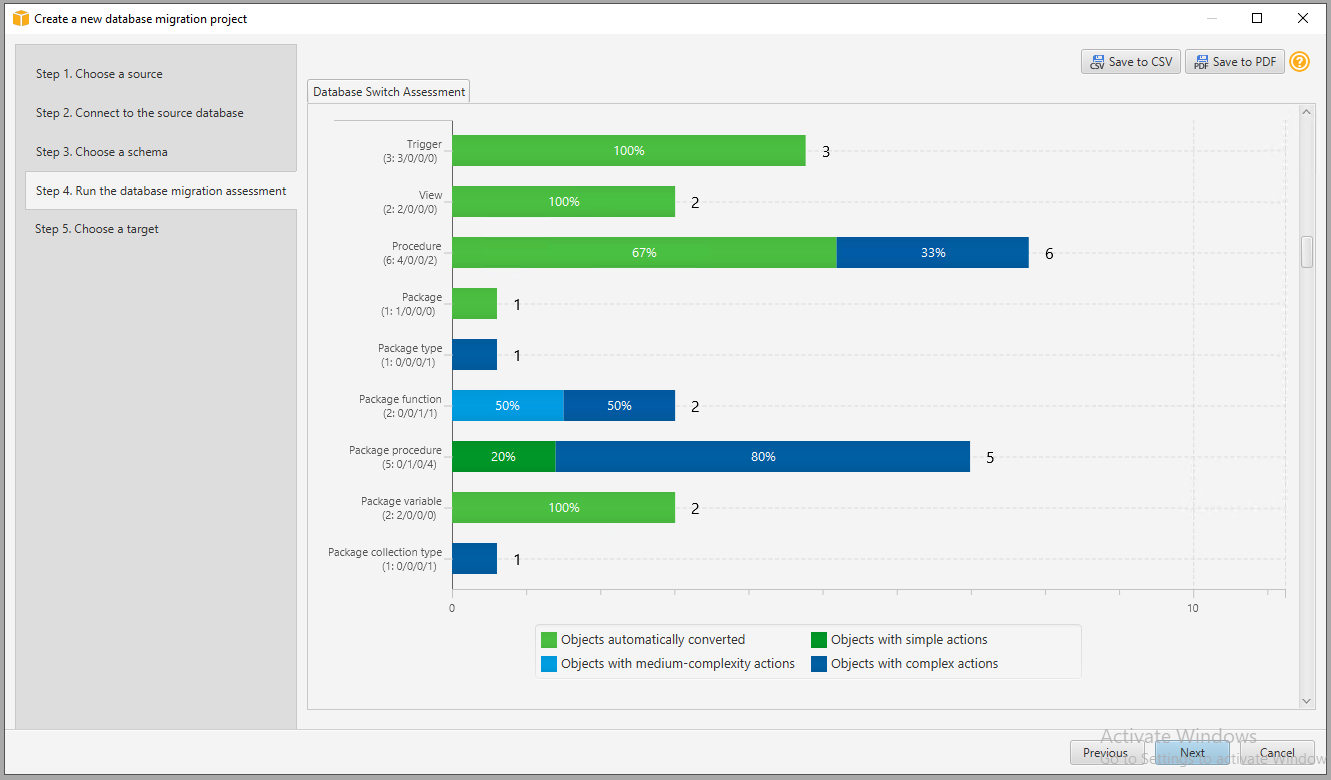 Create a new database migration project
Step 1. Choose a source
Step 2. Connect to the source database
Step 3. Choose a schema
Step 4. Run the database migration assessment
Step 5. Choose a target
CSV Save to CSV
PDF Save to PDF
?
Database Switch Assessment
Trigger
(3: 3/0/0/0)
100%
3
View
(2: 2/0/0/0)
100%
2
Procedure
(6: 4/0/0/2)
67%
33%
6
Package
(1: 1/0/0/0)
1
Package type
(1: 0/0/0/1)
1
Package function
(2: 0/0/1/1)
50%
50%
2
Package procedure
(5: 0/1/0/4)
20%
80%
5
Package variable
(2: 2/0/0/0)
100%
2
Package collection type
(1: 0/0/0/1)
1
0
10
Objects automatically converted
Objects with simple actions
Objects with medium-complexity actions
Objects with complex actions
Activate Windows
Go to Settings to activate Window
Previous
Next
Cancel